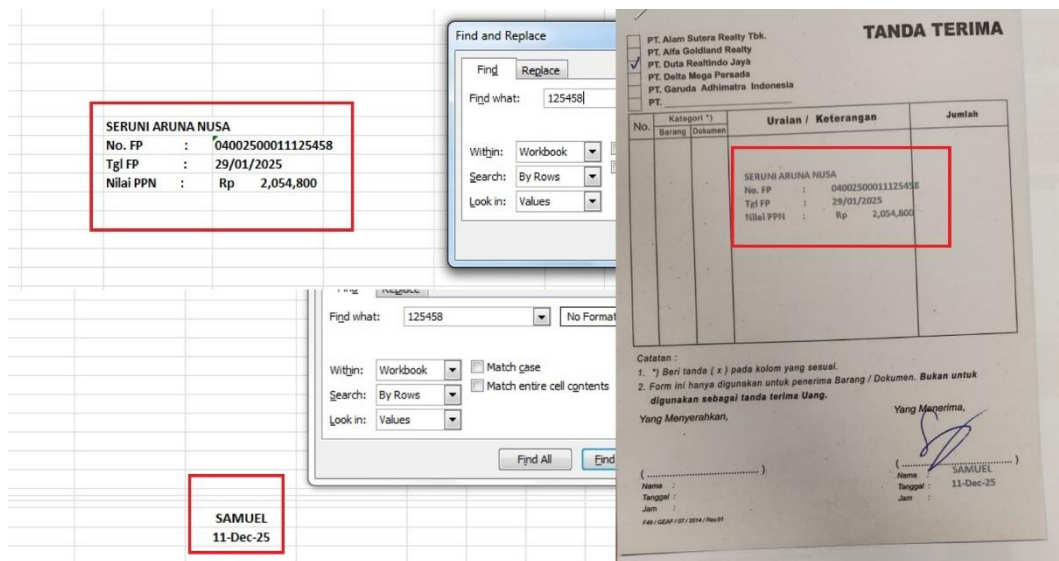 SERUNI ARUNA NUSA
No. FP : 04002500011125458
Tgl FP : 29/01/2025
Nilai PPN : Rp 2,054,800
Find and Replace
Find Replace
Find what: 125458
Within: Workbook
Search: By Rows
Look in: Values
Find what: 125458 No Format
Within: Workbook Match case
Search: By Rows Match entire cell contents
Look in: Values
Find All Find
SAMUEL
11-Dec-25
TANDA TERIMA
PT. Alam Sutera Realty Tbk.
PT. Alfa Goldland Realty
PT. Duta Realtindo Jaya
PT. Delta Mega Persada
PT. Garuda Adhimatra Indonesia
PT.
No. Kategori *) Uraian / Keterangan Jumlah
Barang Dokumen
SERUNI ARUNA NUSA
No. FP : 04002500011125458
Tgl FP : 29/01/2025
Nilai PPN : Rp 2,054,800
Catatan :
1. *) Beri tanda ( x ) pada kolom yang sesuai.
2. Form ini hanya digunakan untuk penerima Barang / Dokumen. Bukan untuk
digunakan sebagai tanda terima Uang.
Yang Menyerahkan, Yang Menerima,
Nama : Nama : SAMUEL
Tanggal : Tanggal : 11-Dec-25
Jam : Jam :
F49 / GEAF / 07 / 2014 / Rev.01